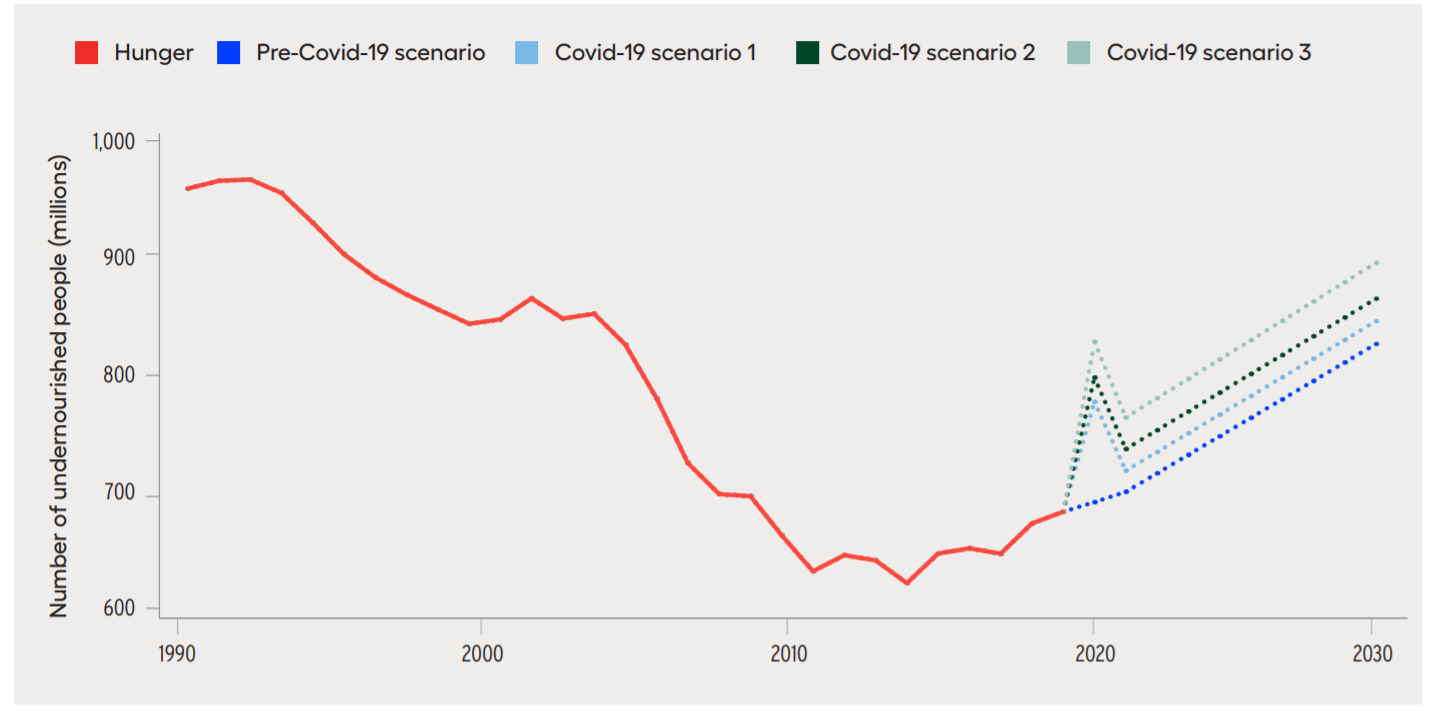 Hunger Pre-Covid-19 scenario Covid-19 scenario 1 Covid-19 scenario 2 Covid-19 scenario 3
Number of undernourished people (millions)
1,000
900
800
700
600
1990 2000 2010 2020 2030